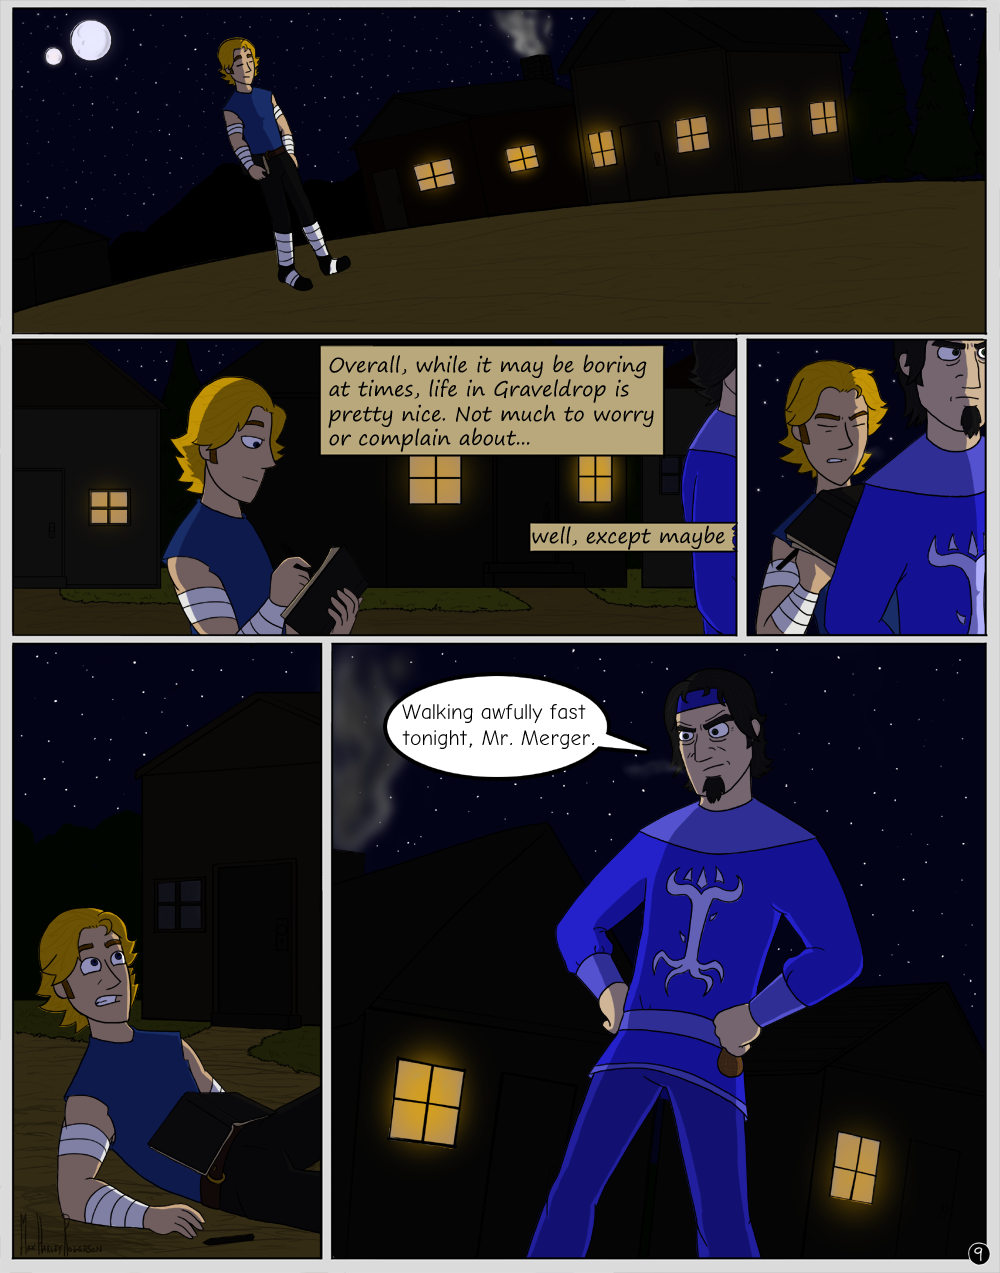 Overall, while it may be boring
at times, life in Graveldrop is
pretty nice. Not much to worry
or complain about...
well, except maybe
Walking awfully fast
tonight, Mr. Merger.
9